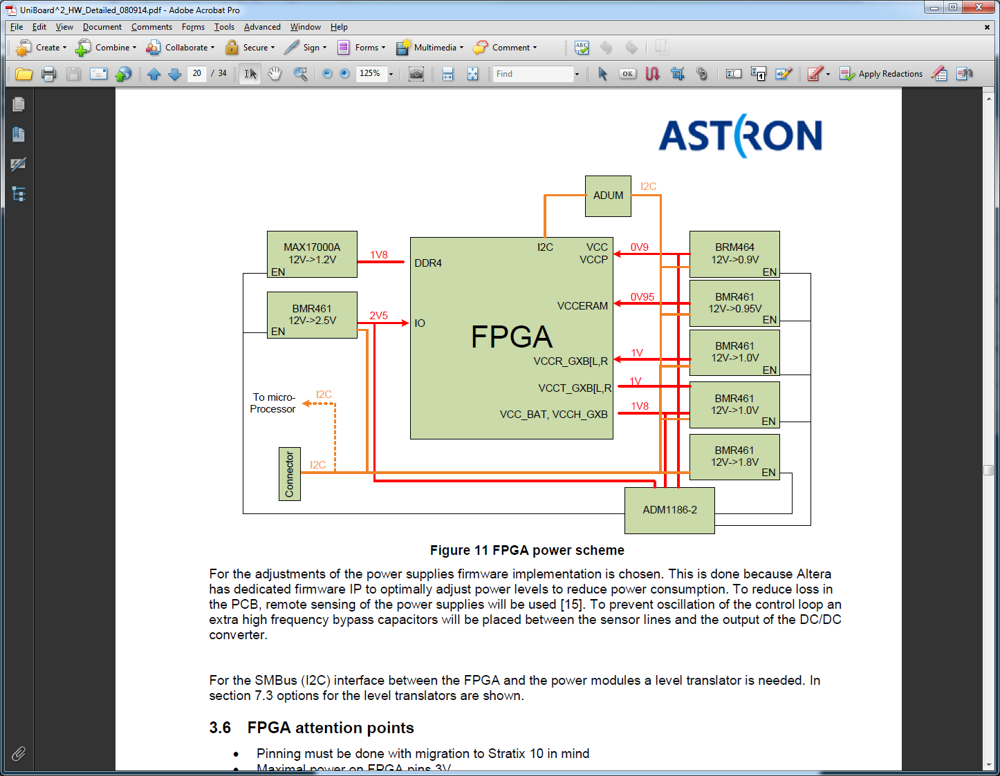 UniBoard^2_HW_Detailed_080914.pdf - Adobe Acrobat Pro
File Edit View Document Comments Forms Tools Advanced Window Help
Create Combine Collaborate Secure Sign Forms Multimedia Comment ABC
20 / 34 125% Find OK T T Apply Redactions
ASTRON
ADUM
I2C
MAX17000A
12V->1.2V
EN
1V8
DDR4
I2C
VCC
VCCP
0V9
BRM464
12V->0.9V
EN
BMR461
12V->2.5V
EN
2V5
IO
FPGA
VCCERAM
0V95
BMR461
12V->0.95V
EN
VCCR_GXB[L,R
1V
BMR461
12V->1.0V
EN
VCCT_GXB[L,R
1V
BMR461
12V->1.0V
EN
To micro-
Processor
I2C
VCC_BAT, VCCH_GXB
1V8
BMR461
12V->1.8V
EN
Connector
I2C
ADM1186-2
Figure 11 FPGA power scheme
For the adjustments of the power supplies firmware implementation is chosen. This is done because Altera
has dedicated firmware IP to optimally adjust power levels to reduce power consumption. To reduce loss in
the PCB, remote sensing of the power supplies will be used [15]. To prevent oscillation of the control loop an
extra high frequency bypass capacitors will be placed between the sensor lines and the output of the DC/DC
converter.
For the SMBus (I2C) interface between the FPGA and the power modules a level translator is needed. In
section 7.3 options for the level translators are shown.
3.6 FPGA attention points
• Pinning must be done with migration to Stratix 10 in mind
• Maximal power on FPGA pins 3V